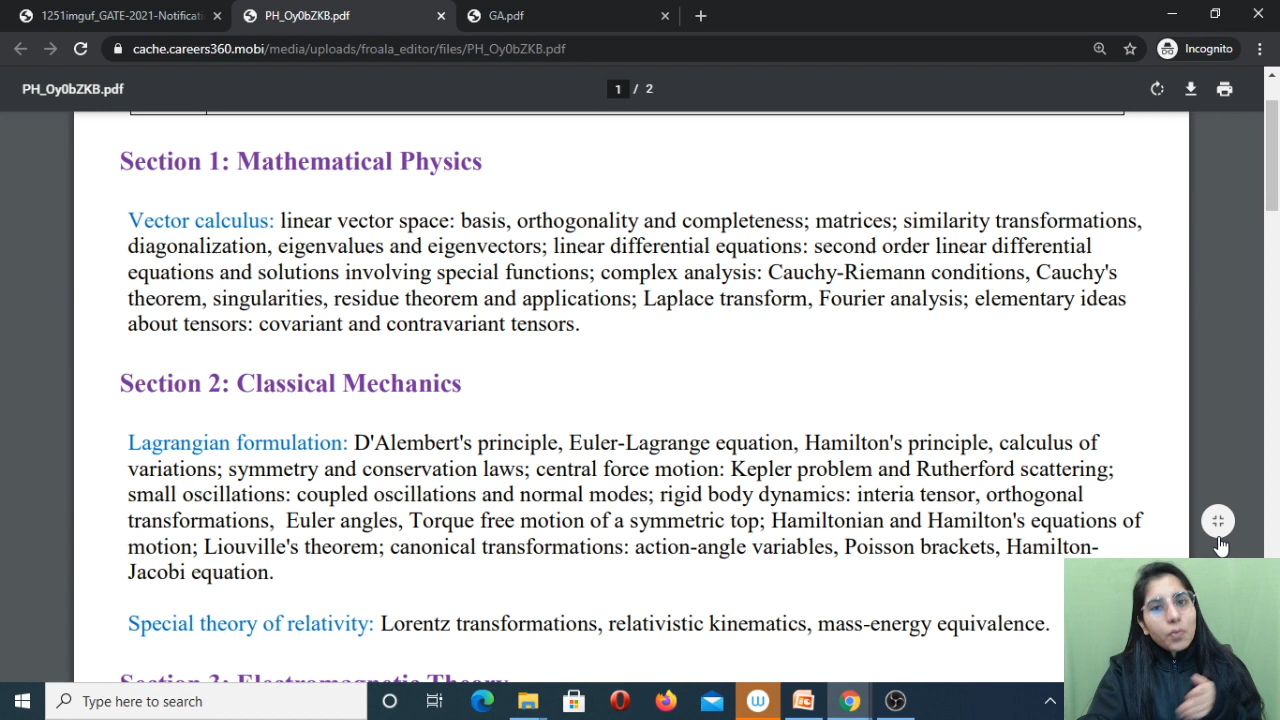 1251imguf_GATE-2021-Notificati
PH_Oy0bZKB.pdf
GA.pdf
cache.careers360.mobi/media/uploads/froala_editor/files/PH_Oy0bZKB.pdf
Incognito
PH_Oy0bZKB.pdf
1 / 2
Section 1: Mathematical Physics
Vector calculus: linear vector space: basis, orthogonality and completeness; matrices; similarity transformations,
diagonalization, eigenvalues and eigenvectors; linear differential equations: second order linear differential
equations and solutions involving special functions; complex analysis: Cauchy-Riemann conditions, Cauchy's
theorem, singularities, residue theorem and applications; Laplace transform, Fourier analysis; elementary ideas
about tensors: covariant and contravariant tensors.
Section 2: Classical Mechanics
Lagrangian formulation: D'Alembert's principle, Euler-Lagrange equation, Hamilton's principle, calculus of
variations; symmetry and conservation laws; central force motion: Kepler problem and Rutherford scattering;
small oscillations: coupled oscillations and normal modes; rigid body dynamics: interia tensor, orthogonal
transformations, Euler angles, Torque free motion of a symmetric top; Hamiltonian and Hamilton's equations of
motion; Liouville's theorem; canonical transformations: action-angle variables, Poisson brackets, Hamilton-
Jacobi equation.
Special theory of relativity: Lorentz transformations, relativistic kinematics, mass-energy equivalence.
Section 3: Electromagnetic Theory
Type here to search